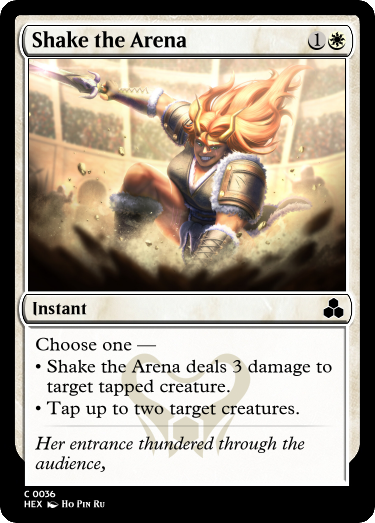 Shake the Arena 1
Instant
Choose one —
• Shake the Arena deals 3 damage to
target tapped creature.
• Tap up to two target creatures.
Her entrance thundered through the
audience,
C 0036
HEX Ho Pin Ru